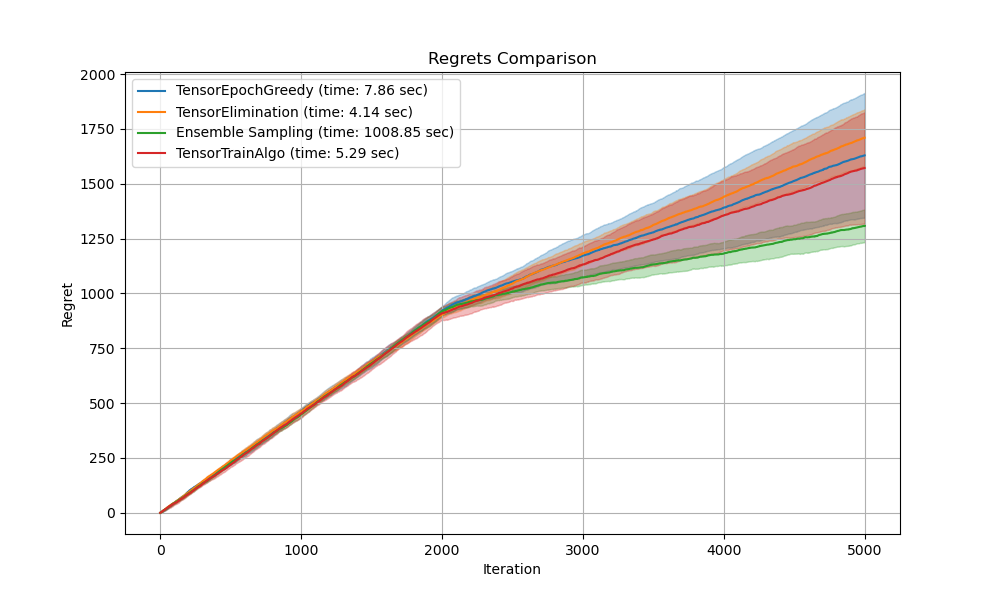 Regrets Comparison
TensorEpochGreedy (time: 7.86 sec)
TensorElimination (time: 4.14 sec)
Ensemble Sampling (time: 1008.85 sec)
TensorTrainAlgo (time: 5.29 sec)
2000
1750
1500
1250
1000
750
500
250
0
Regret
0 1000 2000 3000 4000 5000
Iteration